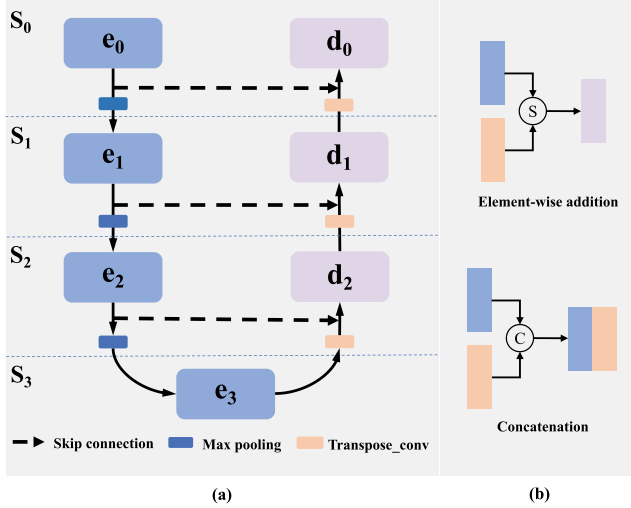 S0
e0
d0
S1
e1
d1
S2
e2
d2
S3
e3
Skip connection
Max pooling
Transpose_conv
(a)
S
Element-wise addition
C
Concatenation
(b)